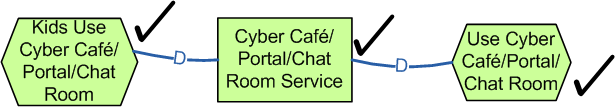 Kids Use
Cyber Café/
Portal/Chat
Room
D
Cyber Café/
Portal/Chat
Room Service
D
Use Cyber
Café/Portal/
Chat Room